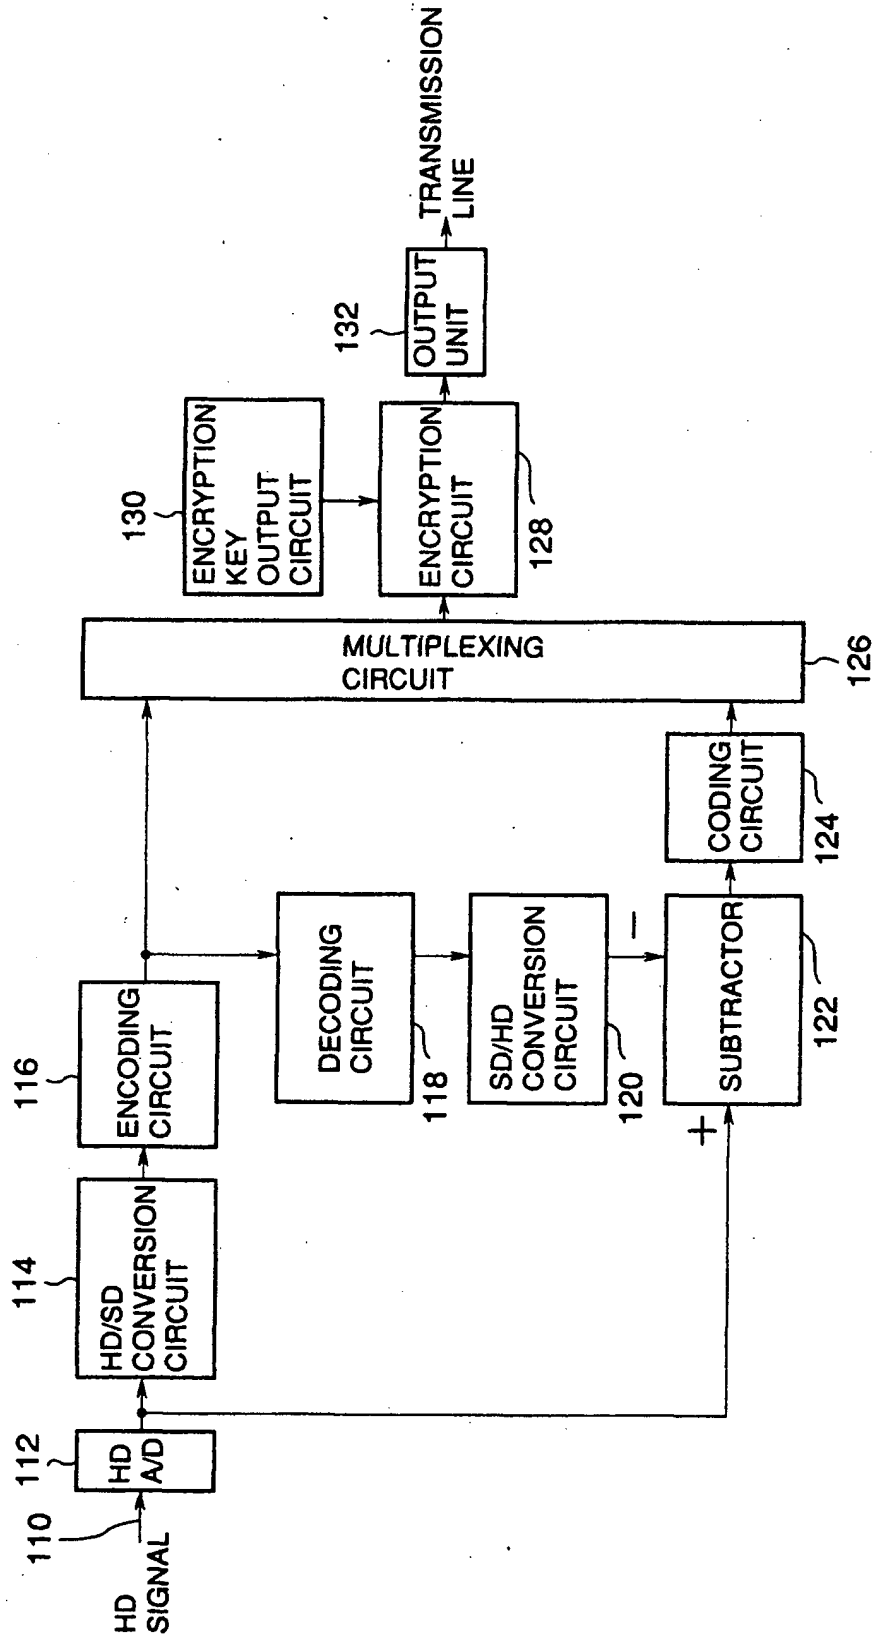 110
HD
SIGNAL
112
HD
A/D
114
HD/SD
CONVERSION
CIRCUIT
116
ENCODING
CIRCUIT
DECODING
CIRCUIT
118
SD/HD
CONVERSION
CIRCUIT
120
−
+
SUBTRACTOR
122
CODING
CIRCUIT
124
MULTIPLEXING
CIRCUIT
126
130
ENCRYPTION
KEY
OUTPUT
CIRCUIT
ENCRYPTION
CIRCUIT
128
132
OUTPUT
UNIT
TRANSMISSION
LINE